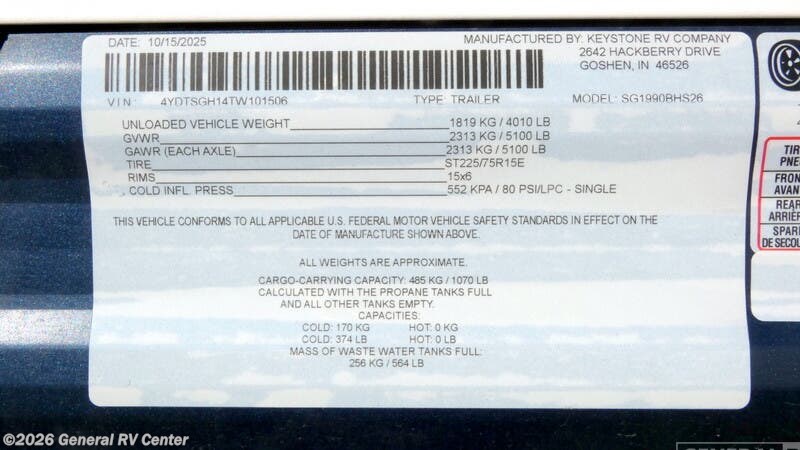 DATE: 10/15/2025
MANUFACTURED BY: KEYSTONE RV COMPANY
2642 HACKBERRY DRIVE
GOSHEN, IN 46526
VIN: 4YDTSGH14TW101506 TYPE: TRAILER MODEL: SG1990BHS26
UNLOADED VEHICLE WEIGHT 1819 KG / 4010 LB
GVWR 2313 KG / 5100 LB
GAWR (EACH AXLE) 2313 KG / 5100 LB
TIRE ST225/75R15E
RIMS 15x6
COLD INFL. PRESS 552 KPA / 80 PSI/LPC - SINGLE
THIS VEHICLE CONFORMS TO ALL APPLICABLE U.S. FEDERAL MOTOR VEHICLE SAFETY STANDARDS IN EFFECT ON THE
DATE OF MANUFACTURE SHOWN ABOVE.
ALL WEIGHTS ARE APPROXIMATE.
CARGO-CARRYING CAPACITY: 485 KG / 1070 LB
CALCULATED WITH THE PROPANE TANKS FULL
AND ALL OTHER TANKS EMPTY.
CAPACITIES:
COLD: 170 KG HOT: 0 KG
COLD: 374 LB HOT: 0 LB
MASS OF WASTE WATER TANKS FULL:
256 KG / 564 LB
TIR
PNE
FRON
AVAN
REAR
ARRIÈR
SPAR
DE SECOU
©2026 General RV Center